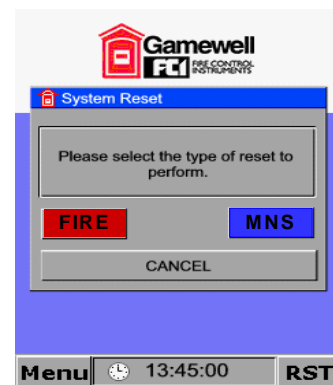 Gamewell
FCI FIRE CONTROL
INSTRUMENTS
System Reset
Please select the type of reset to
perform.
FIRE MNS
CANCEL
Menu 13:45:00 RST